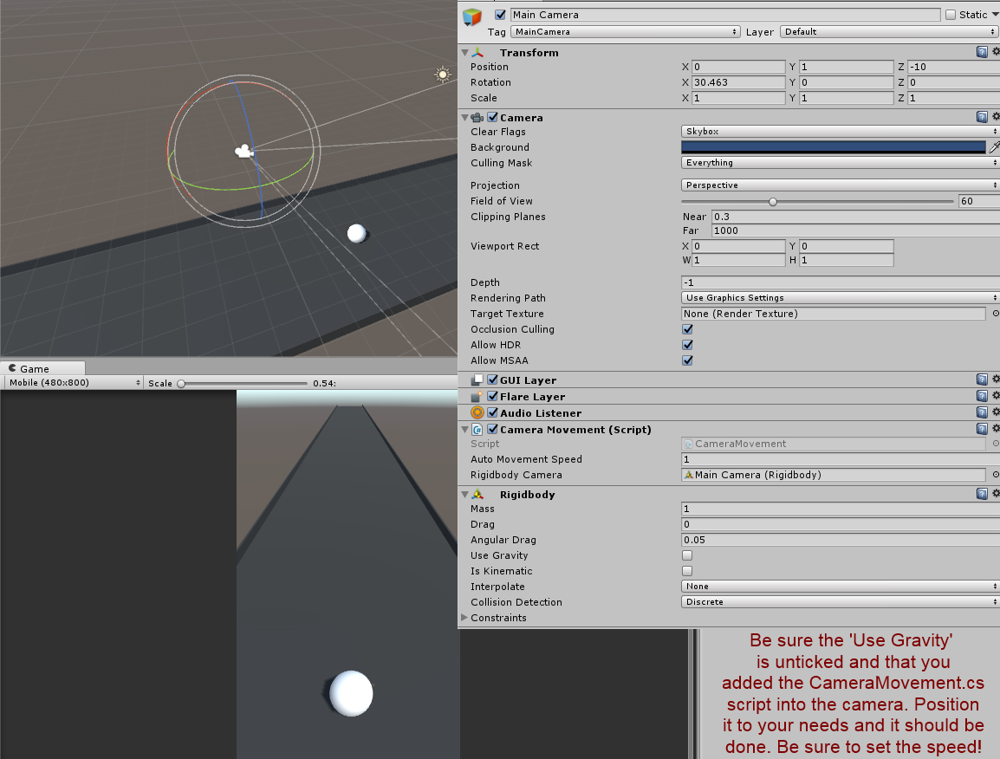 Main Camera Static
Tag MainCamera Layer Default
Transform
Position X 0 Y 1 Z -10
Rotation X 30.463 Y 0 Z 0
Scale X 1 Y 1 Z 1
Camera
Clear Flags Skybox
Background
Culling Mask Everything
Projection Perspective
Field of View 60
Clipping Planes Near 0.3
Far 1000
Viewport Rect X 0 Y 0
W 1 H 1
Depth -1
Rendering Path Use Graphics Settings
Target Texture None (Render Texture)
Occlusion Culling
Allow HDR
Allow MSAA
GUI Layer
Flare Layer
Audio Listener
Camera Movement (Script)
Script CameraMovement
Auto Movement Speed 1
Rigidbody Camera Main Camera (Rigidbody)
Rigidbody
Mass 1
Drag 0
Angular Drag 0.05
Use Gravity
Is Kinematic
Interpolate None
Collision Detection Discrete
Constraints
Game
Mobile (480x800) Scale 0.54:
Be sure the 'Use Gravity'
is unticked and that you
added the CameraMovement.cs
script into the camera. Position
it to your needs and it should be
done. Be sure to set the speed!